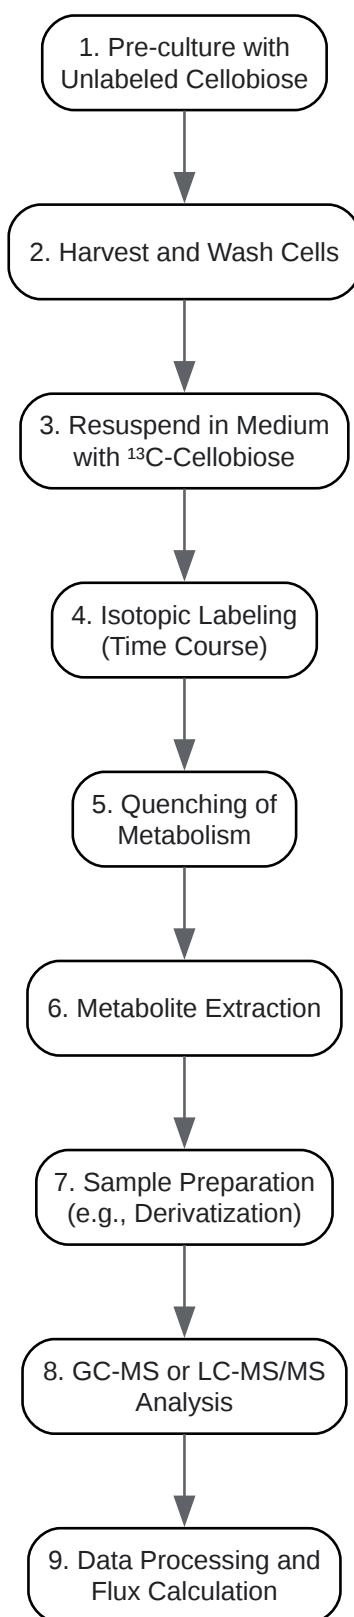 1. Pre-culture with
Unlabeled Cellobiose
2. Harvest and Wash Cells
3. Resuspend in Medium
with ¹³C-Cellobiose
4. Isotopic Labeling
(Time Course)
5. Quenching of
Metabolism
6. Metabolite Extraction
7. Sample Preparation
(e.g., Derivatization)
8. GC-MS or LC-MS/MS
Analysis
9. Data Processing and
Flux Calculation